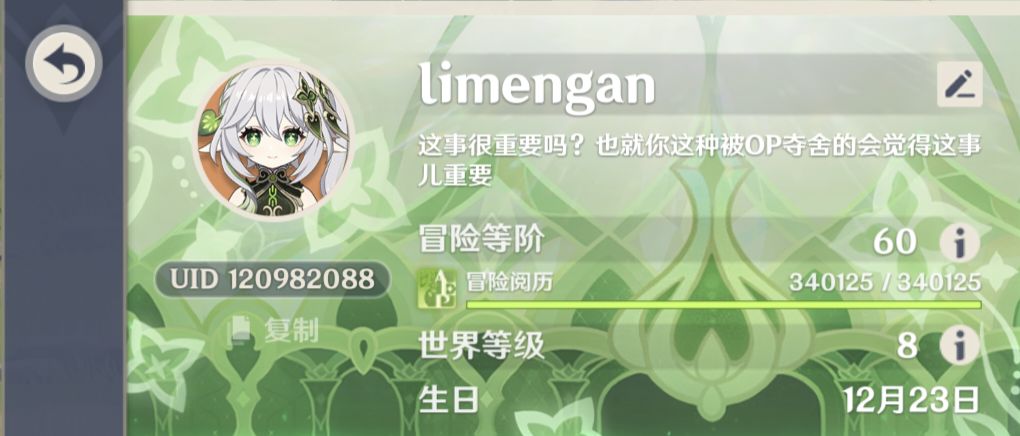 limengan
这事很重要吗？也就你这种被OP夺舍的会觉得这事
儿重要
冒险等阶 60
冒险阅历 340125 / 340125
UID 120982088
复制
世界等级 8
生日 12月23日